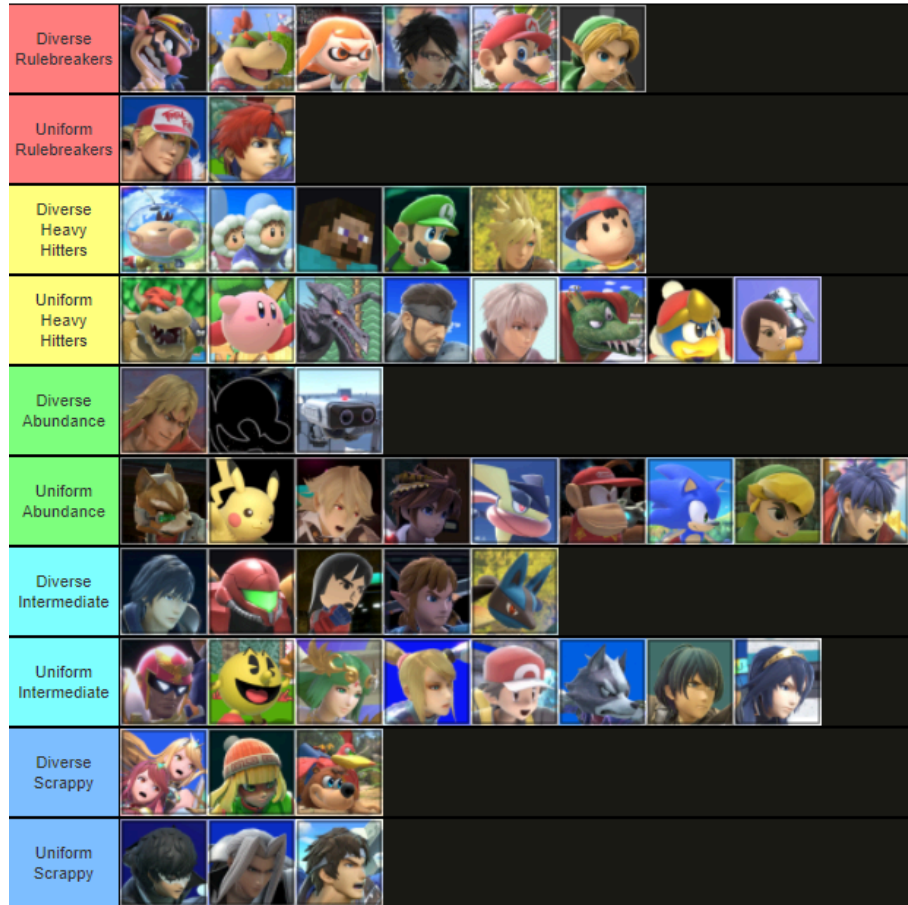 Diverse
Rulebreakers
Uniform
Rulebreakers
Diverse
Heavy
Hitters
Uniform
Heavy
Hitters
Diverse
Abundance
Uniform
Abundance
Diverse
Intermediate
Uniform
Intermediate
Diverse
Scrappy
Uniform
Scrappy